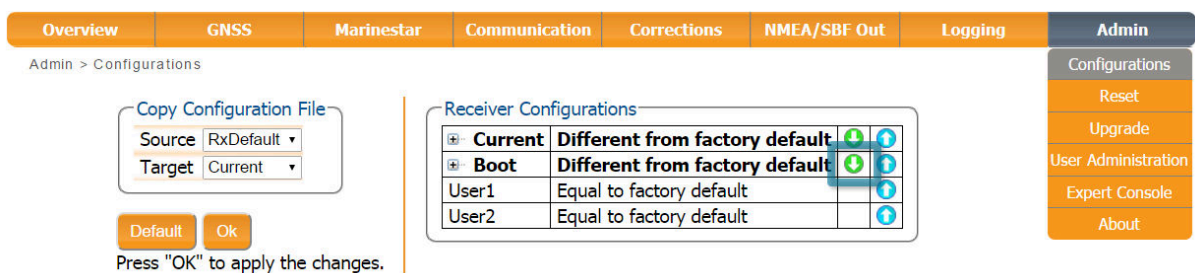 Overview GNSS Marinestar Communication Corrections NMEA/SBF Out Logging Admin
Admin > Configurations
Configurations
Reset
Upgrade
User Administration
Expert Console
About
Copy Configuration File
Source RxDefault
Target Current
Default Ok
Press "OK" to apply the changes.
Receiver Configurations
Current Different from factory default
Boot Different from factory default
User1 Equal to factory default
User2 Equal to factory default